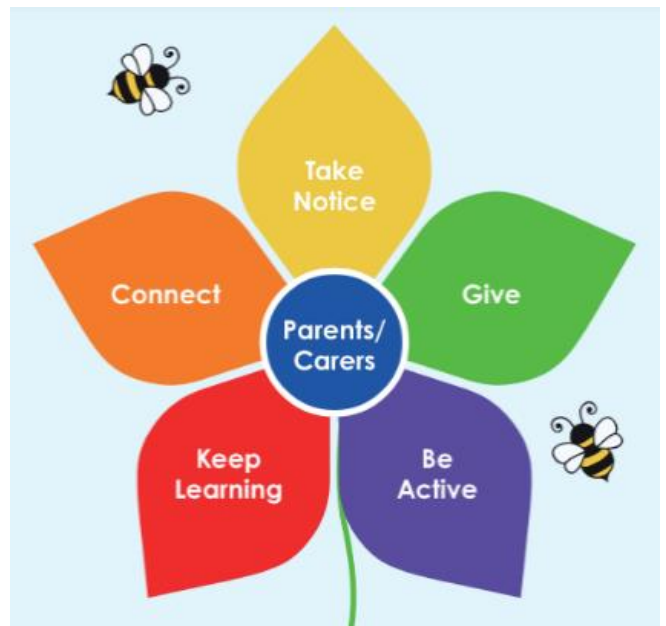 Take
Notice
Connect
Give
Parents/
Carers
Keep
Learning
Be
Active